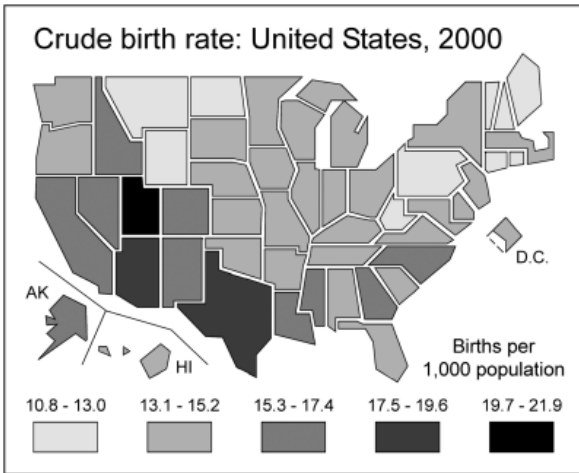 Crude birth rate: United States, 2000
D.C.
AK
HI
Births per
1,000 population
10.8 - 13.0 13.1 - 15.2 15.3 - 17.4 17.5 - 19.6 19.7 - 21.9